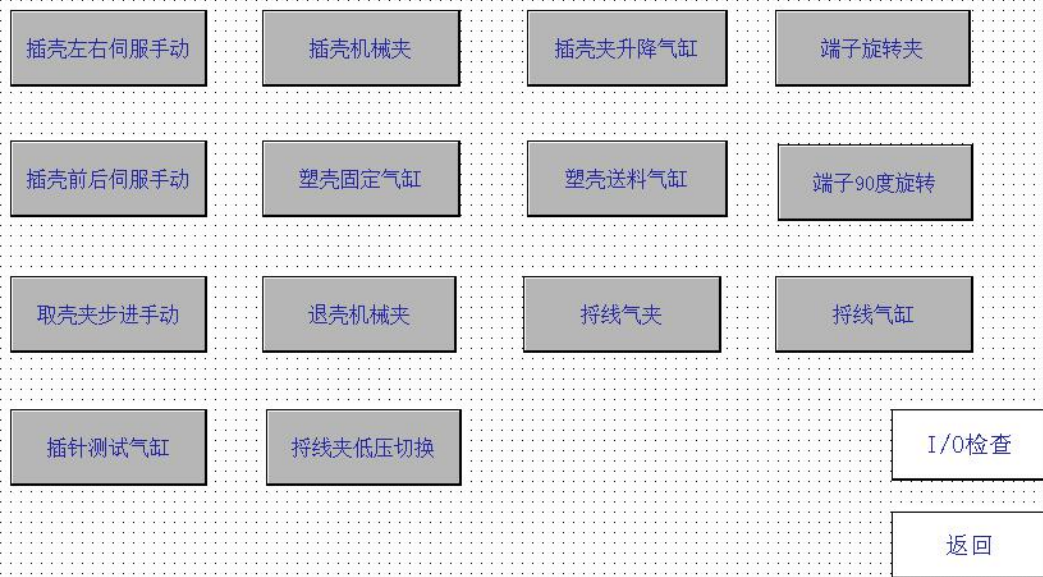 插壳左右伺服手动
插壳机械夹
插壳夹升降气缸
端子旋转夹
插壳前后伺服手动
塑壳固定气缸
塑壳送料气缸
端子90度旋转
取壳夹步进手动
退壳机械夹
捋线气夹
捋线气缸
插针测试气缸
捋线夹低压切换
I/O检查
返回